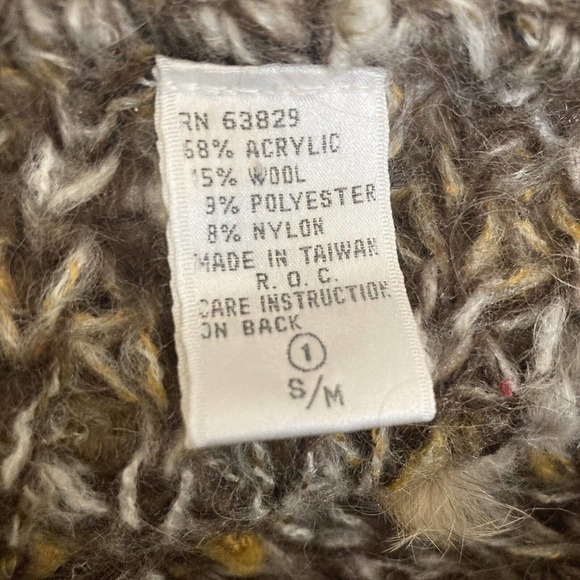 RN 63829
68% ACRYLIC
15% WOOL
9% POLYESTER
8% NYLON
MADE IN TAIWAN
R. O. C.
CARE INSTRUCTION
ON BACK
1
S/M